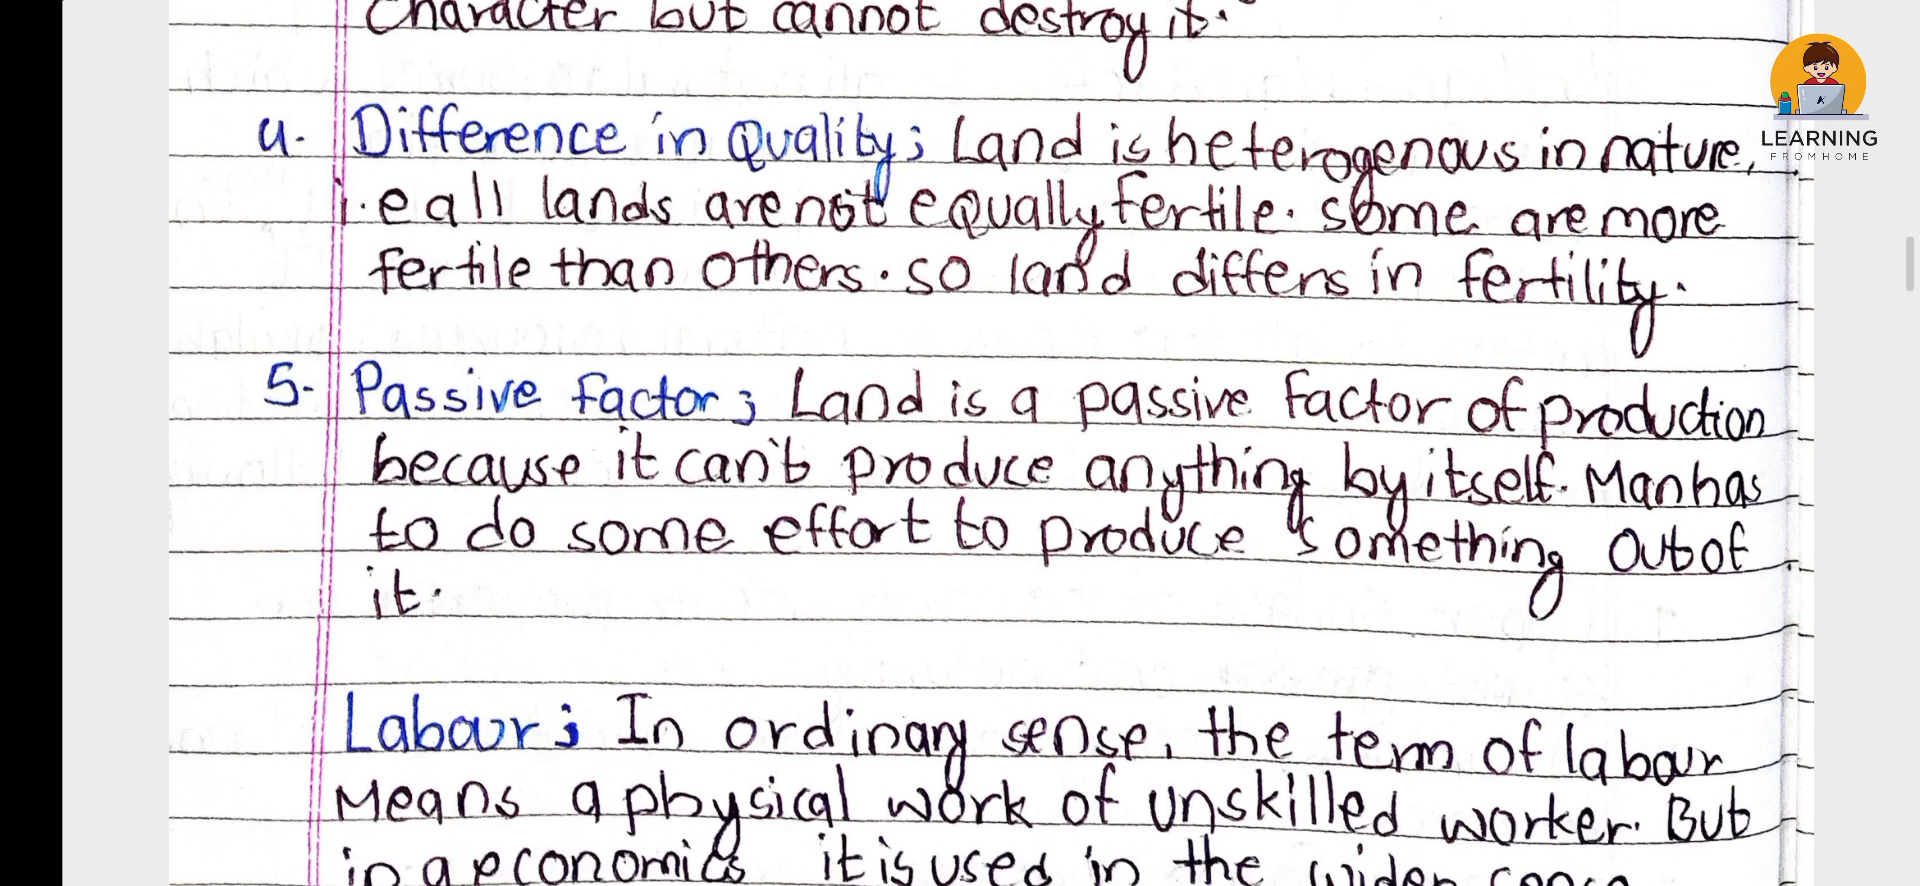 Character but cannot destroy it.
4. Difference in Quality; Land is heterogenous in nature,
i.e all lands are not equally fertile. some are more
fertile than others. so land differs in fertility.
5. Passive factor; Land is a passive factor of production
because it can't produce anything by itself. Man has
to do some effort to produce something out of
it.
Labour; In ordinary sense, the term of labour
Means a physical work of unskilled worker. But
in a economics it is used in the wider sense
LEARNING
FROMHOME